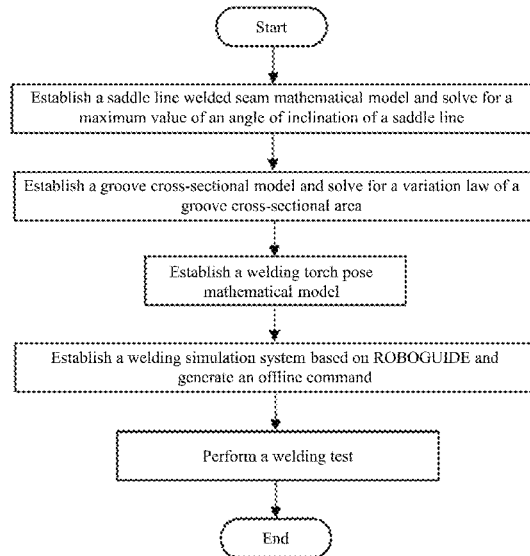 Start
Establish a saddle line welded seam mathematical model and solve for a
maximum value of an angle of inclination of a saddle line
Establish a groove cross-sectional model and solve for a variation law of a
groove cross-sectional area
Establish a welding torch pose
mathematical model
Establish a welding simulation system based on ROBOGUIDE and
generate an offline command
Perform a welding test
End